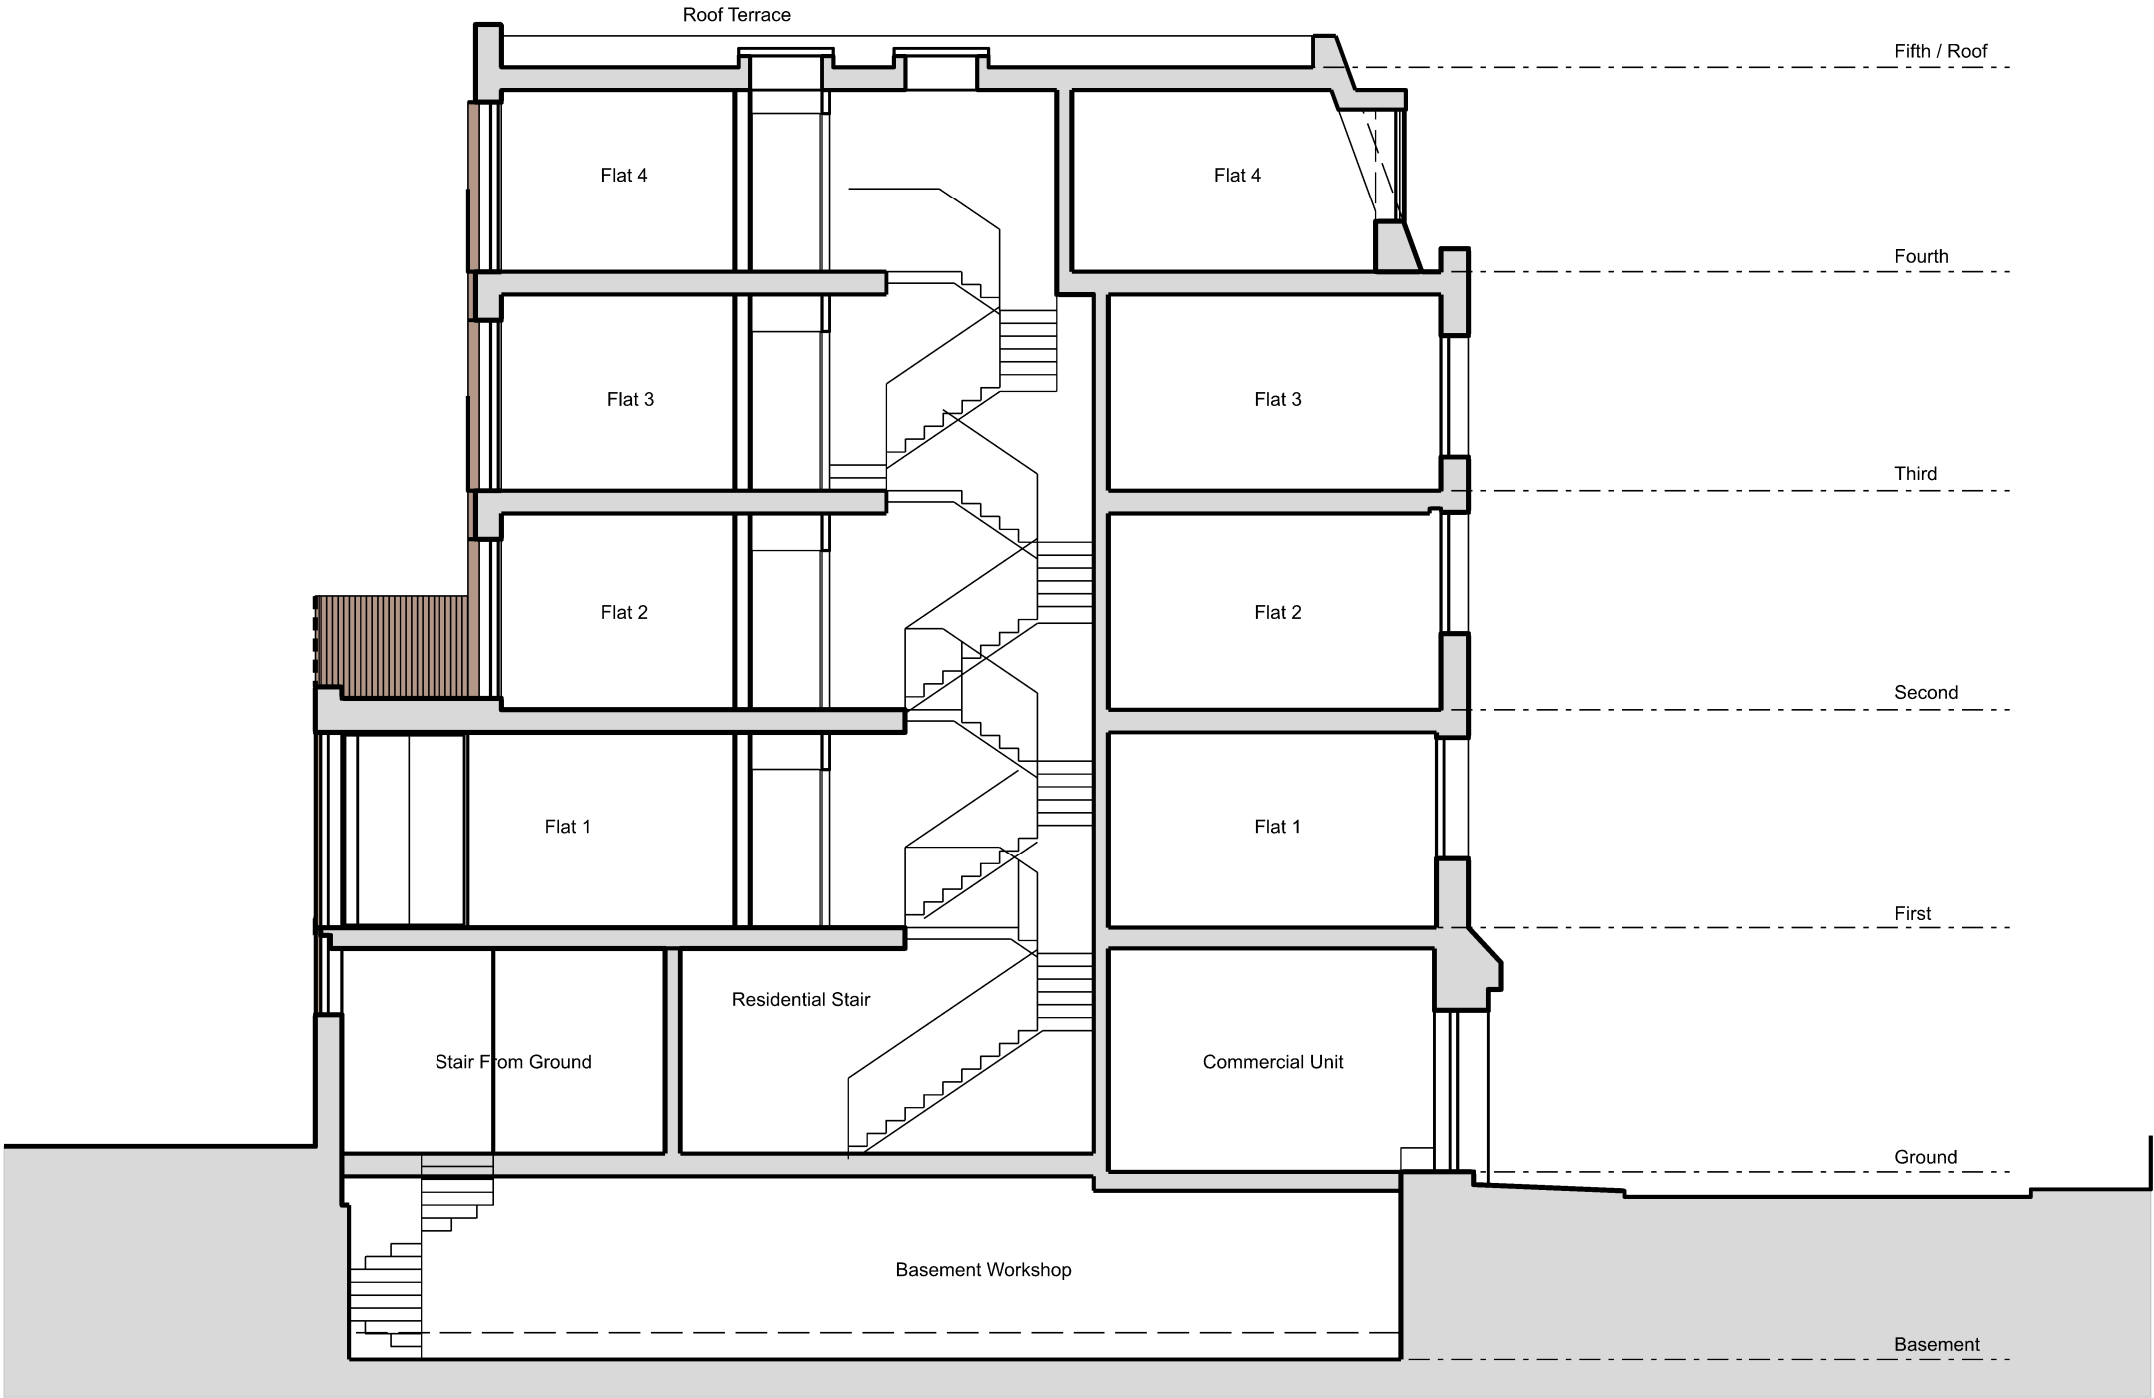 Roof Terrace
Fifth / Roof
Flat 4
Flat 4
Fourth
Flat 3
Flat 3
Third
Flat 2
Flat 2
Second
Flat 1
Flat 1
First
Residential Stair
Stair From Ground
Commercial Unit
Ground
Basement Workshop
Basement